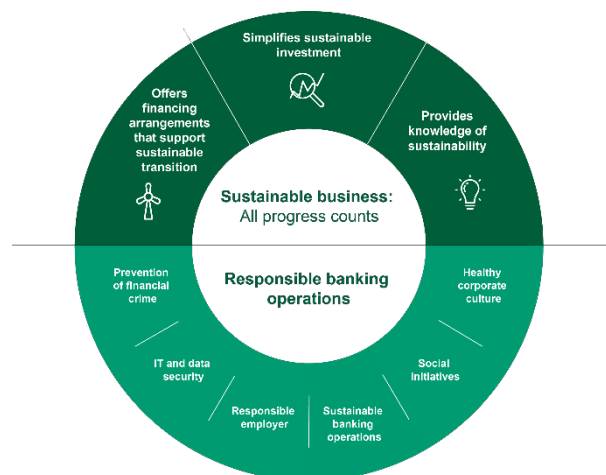 Simplifies sustainable
investment
Offers
financing
arrangements
that support
sustainable
transition
Provides
knowledge of
sustainability
Sustainable business:
All progress counts
Responsible banking
operations
Prevention
of financial
crime
IT and data
security
Responsible
employer
Sustainable
banking
operations
Social
initiatives
Healthy
corporate
culture